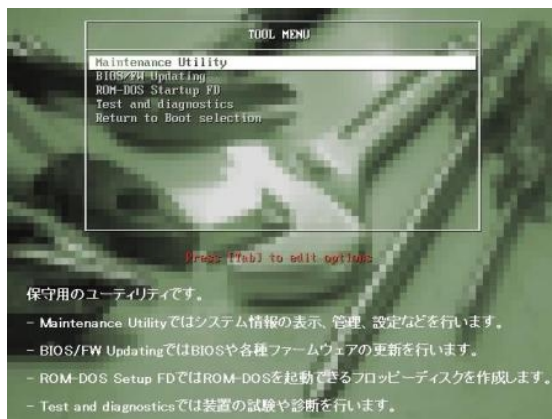 TOOL MENU
Maintenance Utility
BIOS/FW Updating
ROM-DOS Startup FD
Test and diagnostics
Return to Boot selection
Press [Tab] to edit options
保守用のユーティリティです。
- Maintenance Utilityではシステム情報の表示、管理、設定などを行います。
- BIOS/FW UpdatingではBIOSや各種ファームウェアの更新を行います。
- ROM-DOS Setup FDではROM-DOSを起動できるフロッピーディスクを作成します。
- Test and diagnosticsでは装置の試験や診断を行います。